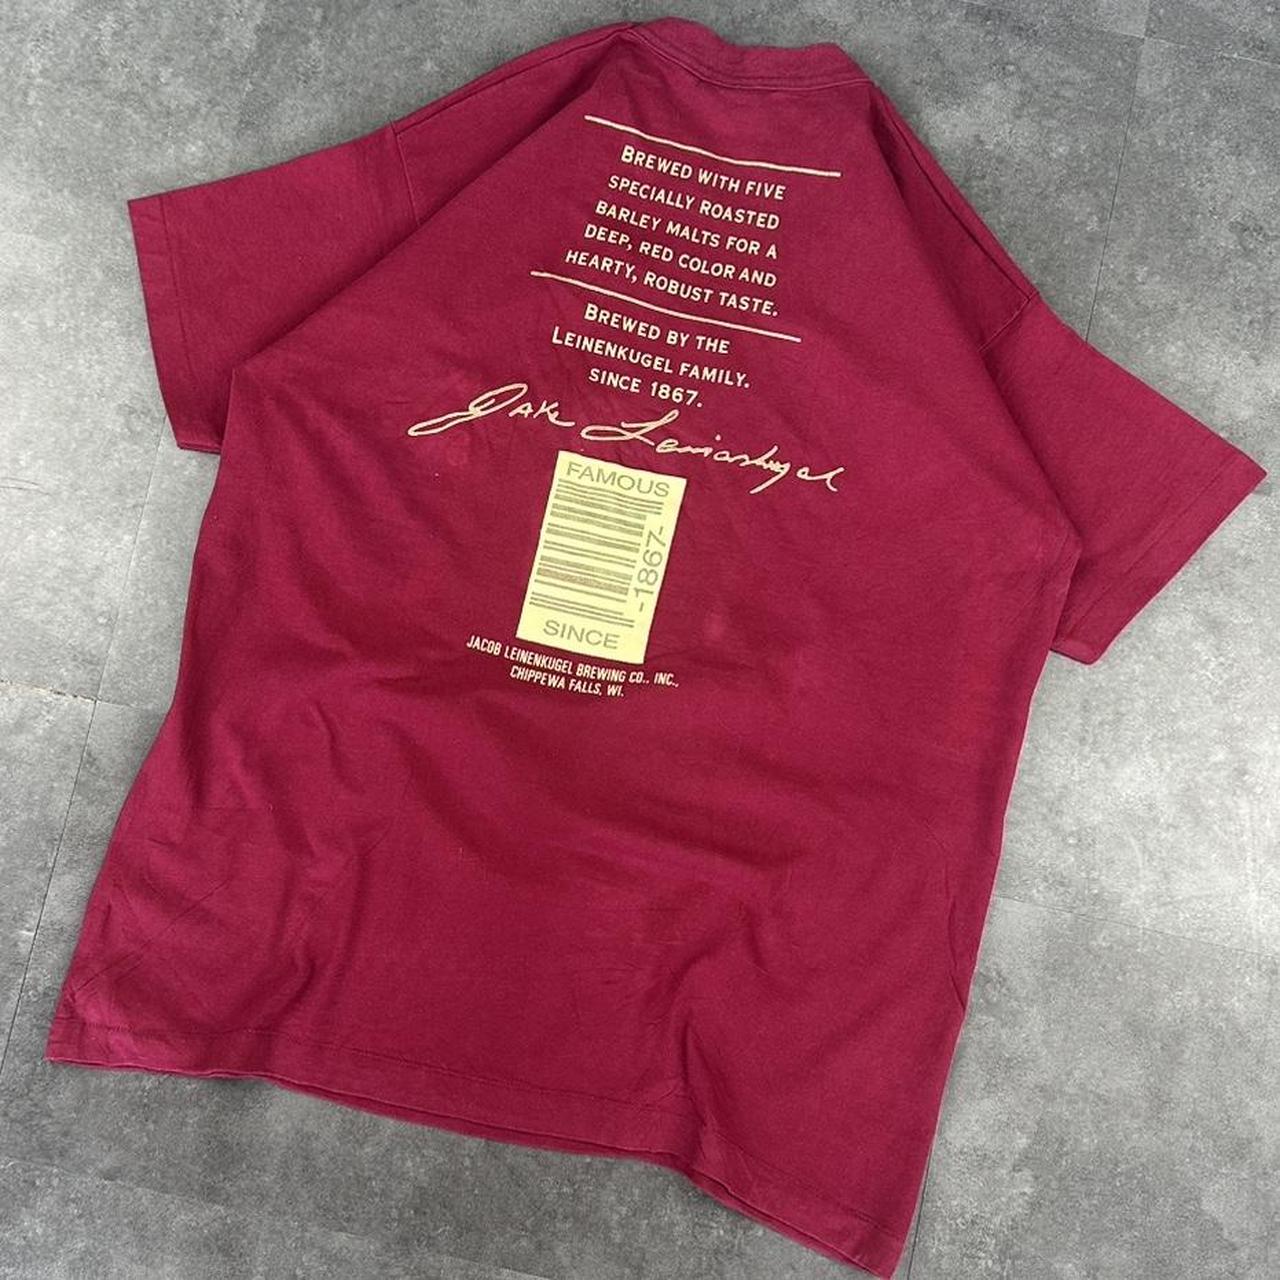 BREWED WITH FIVE
SPECIALLY ROASTED
BARLEY MALTS FOR A
DEEP, RED COLOR AND
HEARTY, ROBUST TASTE.
BREWED BY THE
LEINENKUGEL FAMILY.
SINCE 1867.
Jake Leinenkugel
FAMOUS
-1867-
SINCE
JACOB LEINENKUGEL BREWING CO., INC.,
CHIPPEWA FALLS, WI.